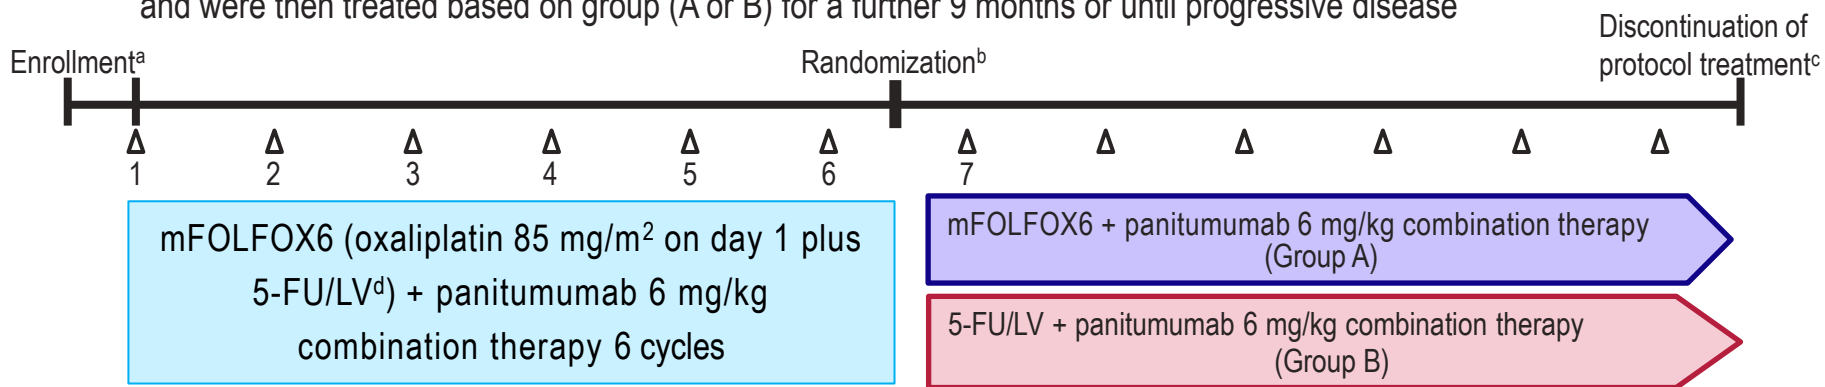 and were then treated based on group (A or B) for a further 9 months or until progressive disease
Discontinuation of
protocol treatmentᶜ
Enrollmentᵃ
Randomizationᵇ
1 2 3 4 5 6 7
mFOLFOX6 (oxaliplatin 85 mg/m² on day 1 plus
5-FU/LVᵈ) + panitumumab 6 mg/kg
combination therapy 6 cycles
mFOLFOX6 + panitumumab 6 mg/kg combination therapy
(Group A)
5-FU/LV + panitumumab 6 mg/kg combination therapy
(Group B)